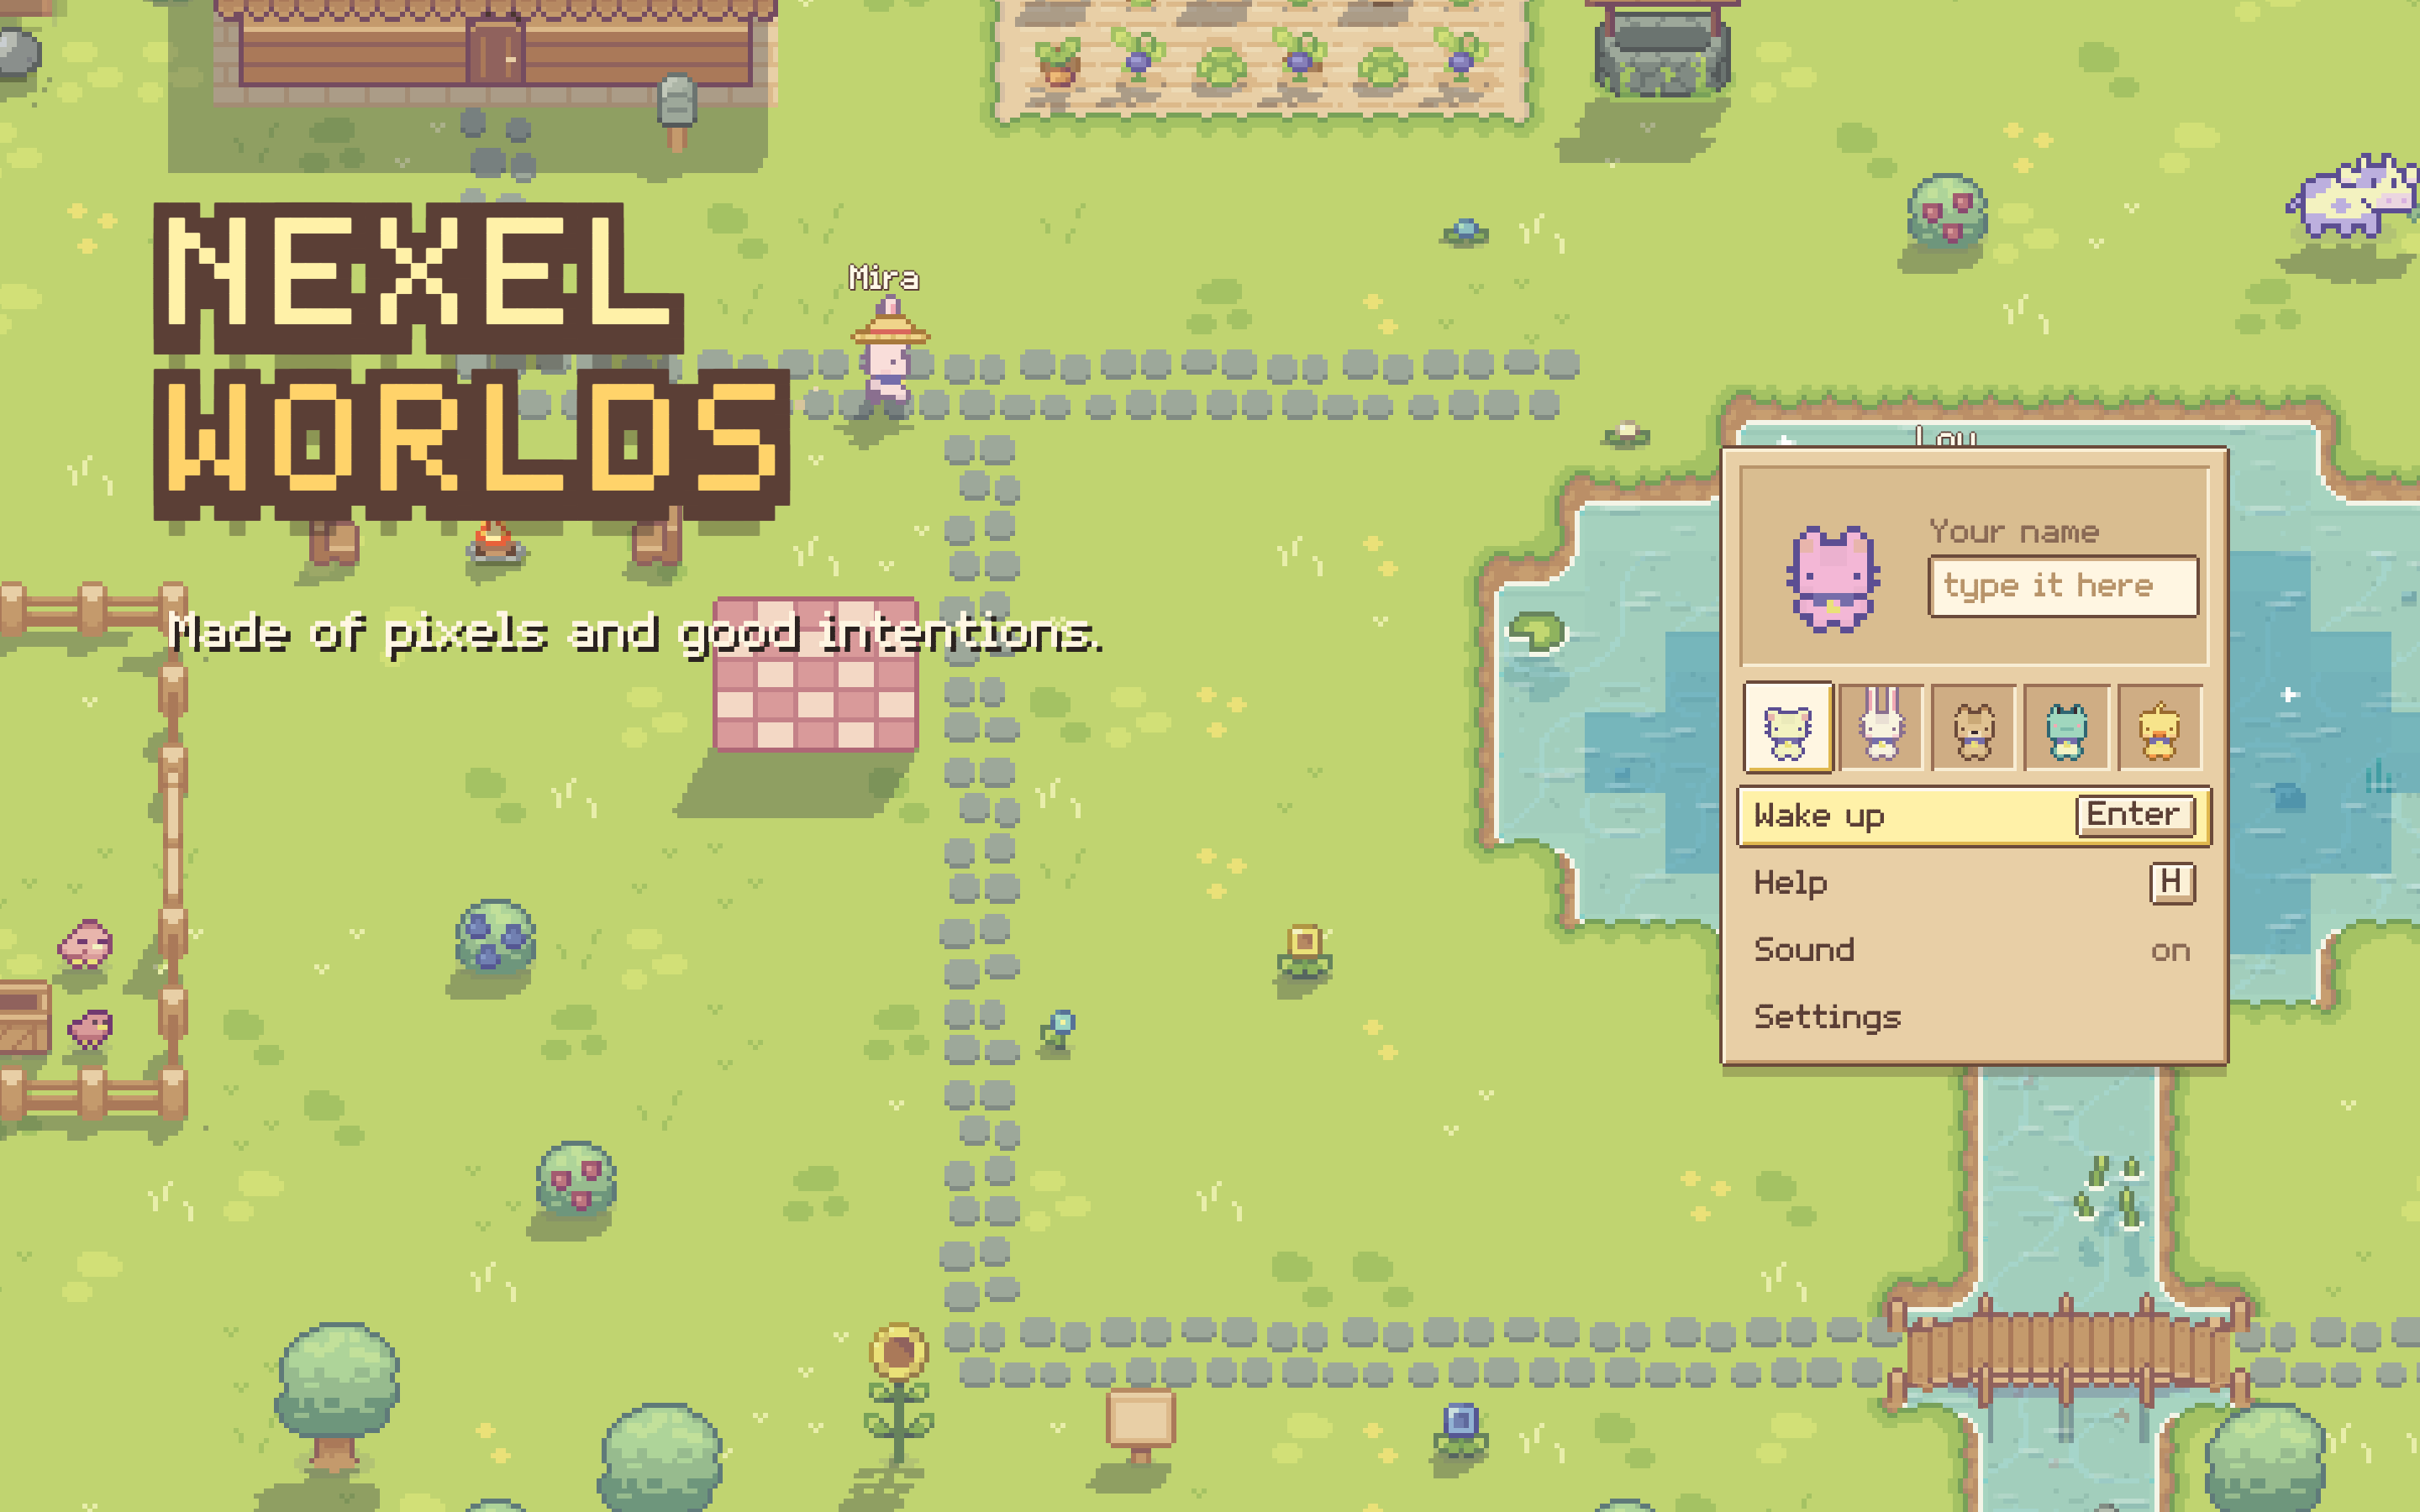 NEXEL
WORLDS
Mira
Made of pixels and good intentions.
Lou
Your name
type it here
Wake up Enter
Help H
Sound on
Settings